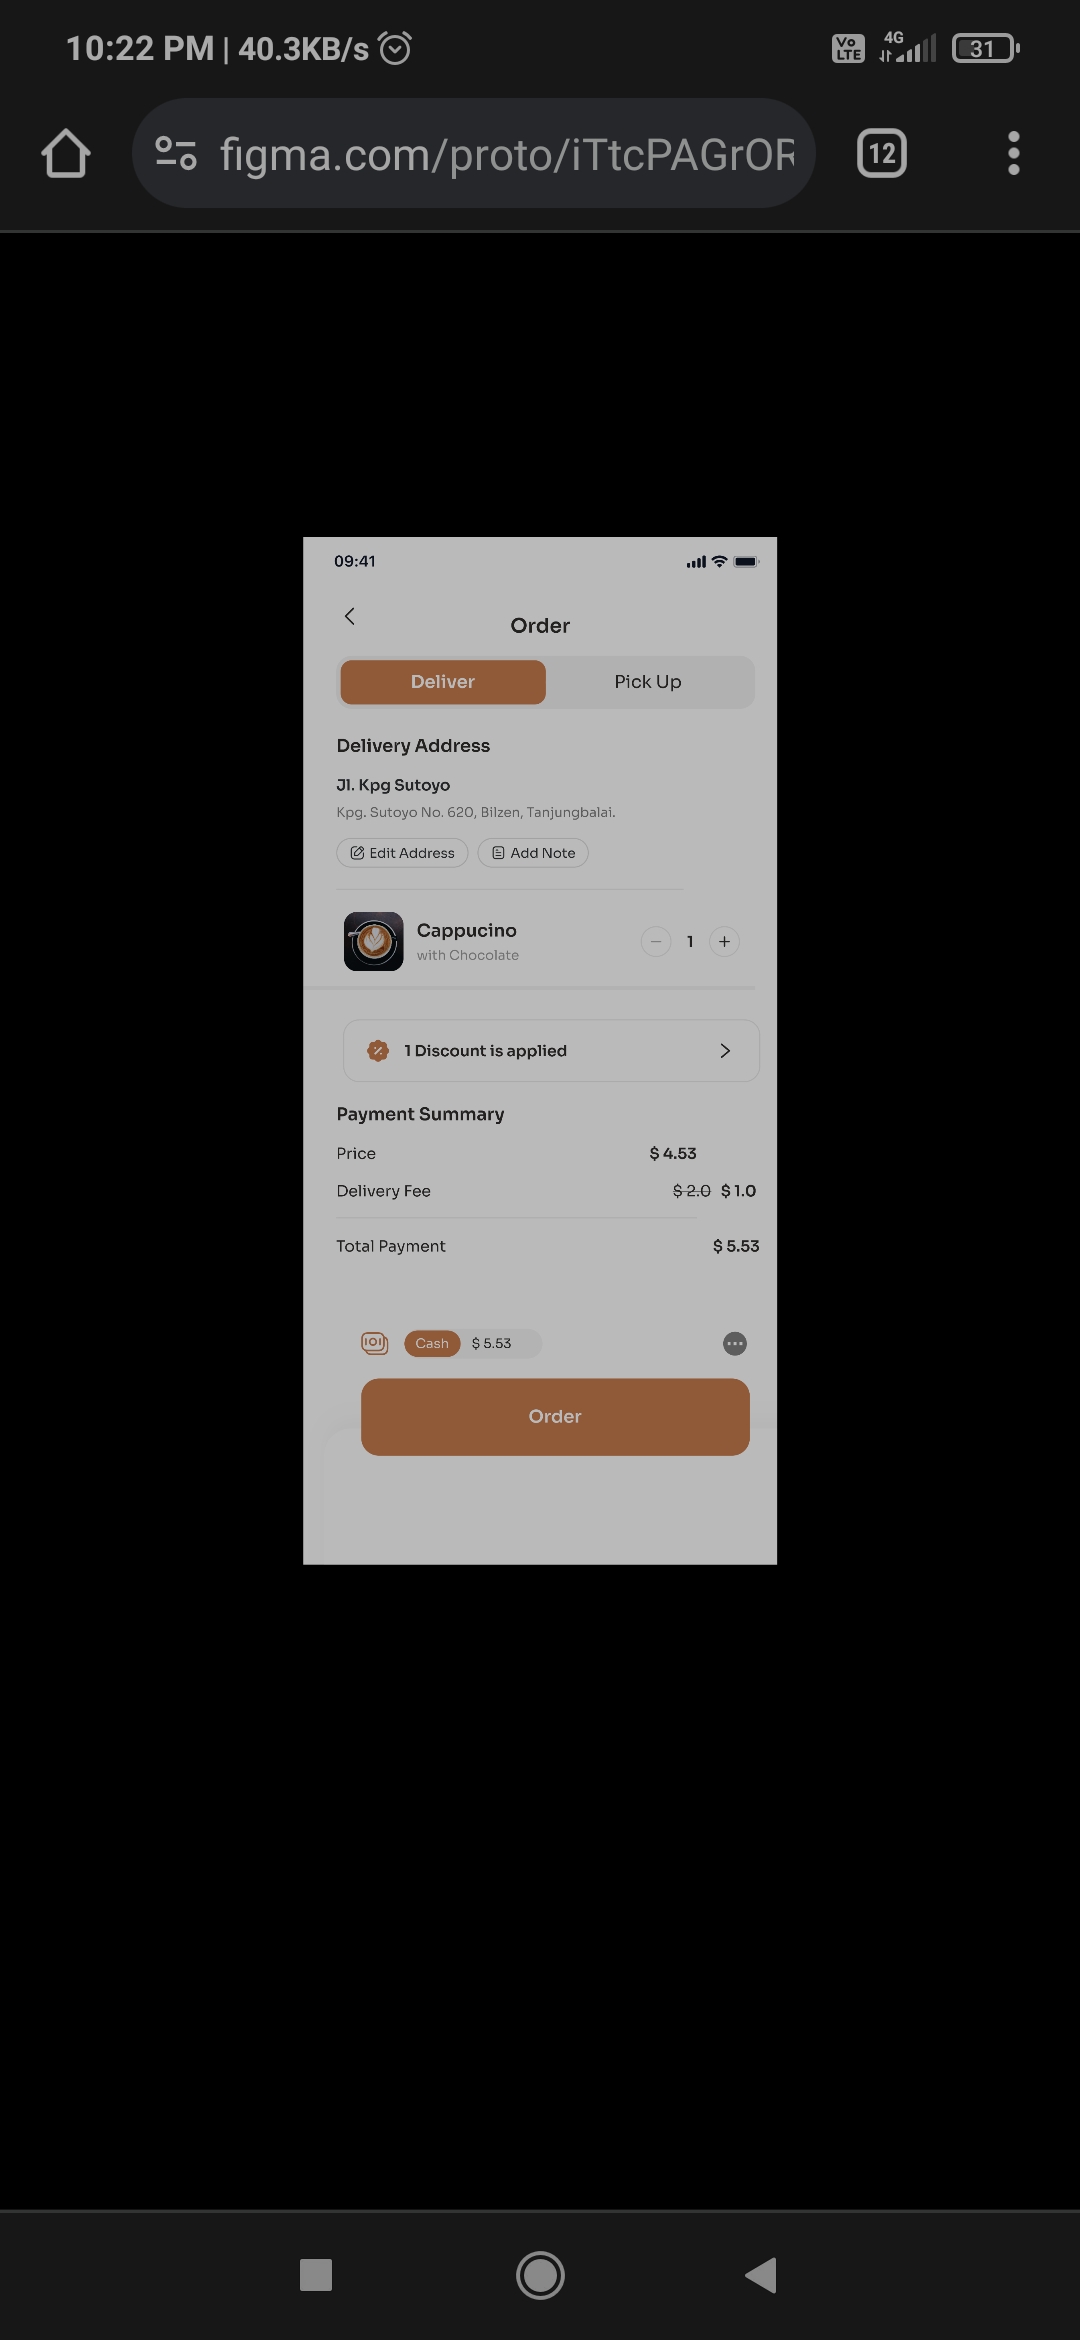 10:22 PM | 40.3KB/s
Vo LTE 4G 31
figma.com/proto/iTtcPAGrOR
12
09:41
Order
Deliver Pick Up
Delivery Address
Jl. Kpg Sutoyo
Kpg. Sutoyo No. 620, Bilzen, Tanjungbalai.
Edit Address Add Note
Cappucino
with Chocolate
1
1 Discount is applied
Payment Summary
Price $ 4.53
Delivery Fee $ 2.0 $ 1.0
Total Payment $ 5.53
Cash $ 5.53
Order